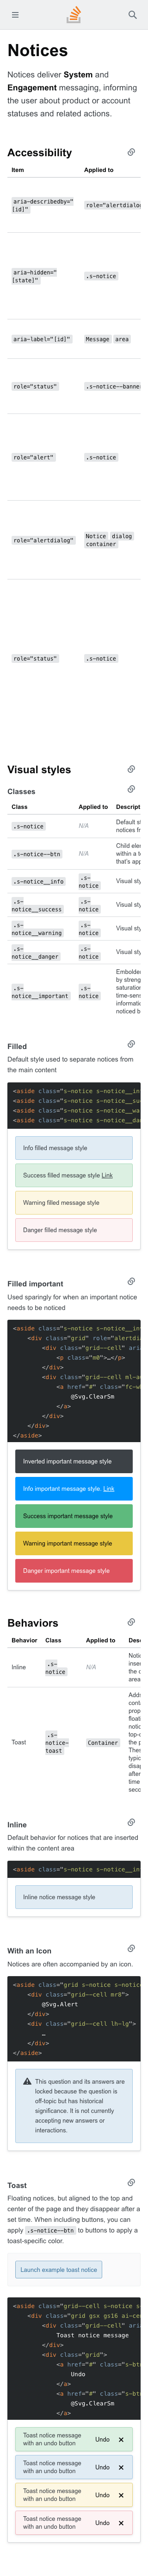 Notices
Notices deliver System and
Engagement messaging, informing
the user about product or account
statuses and related actions.
Accessibility
Item Applied to
aria-describedby="
[id]" role="alertdialog
aria-hidden="
[state]" .s-notice
aria-label="[id]" Message area
role="status" .s-notice--banner
role="alert" .s-notice
role="alertdialog" Notice dialog
container
role="status" .s-notice
Visual styles
Classes
Class Applied to Descript
.s-notice N/A Default st
notices fr
.s-notice--btn N/A Child elem
within a to
that's app
.s-notice__info .s-
notice Visual sty
.s-
notice__success .s-
notice Visual sty
.s-
notice__warning .s-
notice Visual sty
.s-
notice__danger .s-
notice Visual sty
.s-
notice__important .s-
notice Embolden
by strengt
saturation
time-sens
informatio
noticed by
Filled
Default style used to separate notices from
the main content
<aside class="s-notice s-notice__in
<aside class="s-notice s-notice__su
<aside class="s-notice s-notice__wa
<aside class="s-notice s-notice__da
Info filled message style
Success filled message style Link
Warning filled message style
Danger filled message style
Filled important
Used sparingly for when an important notice
needs to be noticed
<aside class="s-notice s-notice__in
<div class="grid" role="alertdi
<div class="grid--cell" ari
<p class="m0">…</p>
</div>
<div class="grid--cell ml-a
<a href="#" class="fc-w
@Svg.ClearSm
</a>
</div>
</div>
</aside>
Inverted important message style
Info important message style. Link
Success important message style
Warning important message style
Danger important message style
Behaviors
Behavior Class Applied to Des
Inline .s-
notice N/A Notic
inser
the c
area
Toast .s-
notice-
toast Container Add
cont
prop
float
notic
top-
the p
Thes
typic
disap
after
time
seco
Inline
Default behavior for notices that are inserted
within the content area
<aside class="s-notice s-notice__in
Inline notice message style
With an Icon
Notices are often accompanied by an icon.
<aside class="grid s-notice s-notic
<div class="grid--cell mr8">
@Svg.Alert
</div>
<div class="grid--cell lh-lg">
…
</div>
</aside>
This question and its answers are
locked because the question is
off-topic but has historical
significance. It is not currently
accepting new answers or
interactions.
Toast
Floating notices, but aligned to the top and
center of the page and they disappear after a
set time. When including buttons, you can
apply .s-notice--btn to buttons to apply a
toast-specific color.
Launch example toast notice
<aside class="grid--cell s-notice s
<div class="grid gsx gs16 ai-ce
<div class="grid--cell" ari
Toast notice message
</div>
<div class="grid">
<a href="#" class="s-bt
Undo
</a>
<a href="#" class="s-bt
@Svg.ClearSm
</a>
Toast notice message
with an undo button Undo
Toast notice message
with an undo button Undo
Toast notice message
with an undo button Undo
Toast notice message
with an undo button Undo